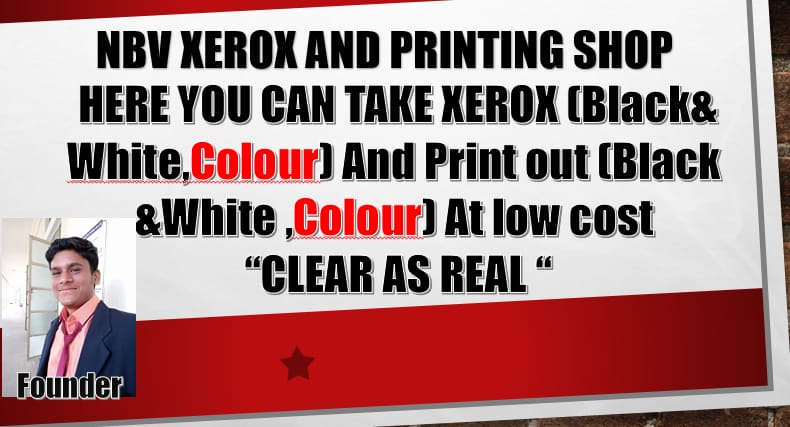 NBV XEROX AND PRINTING SHOP
HERE YOU CAN TAKE XEROX (Black&
White,Colour) And Print out (Black
&White ,Colour) At low cost
“CLEAR AS REAL “
Founder